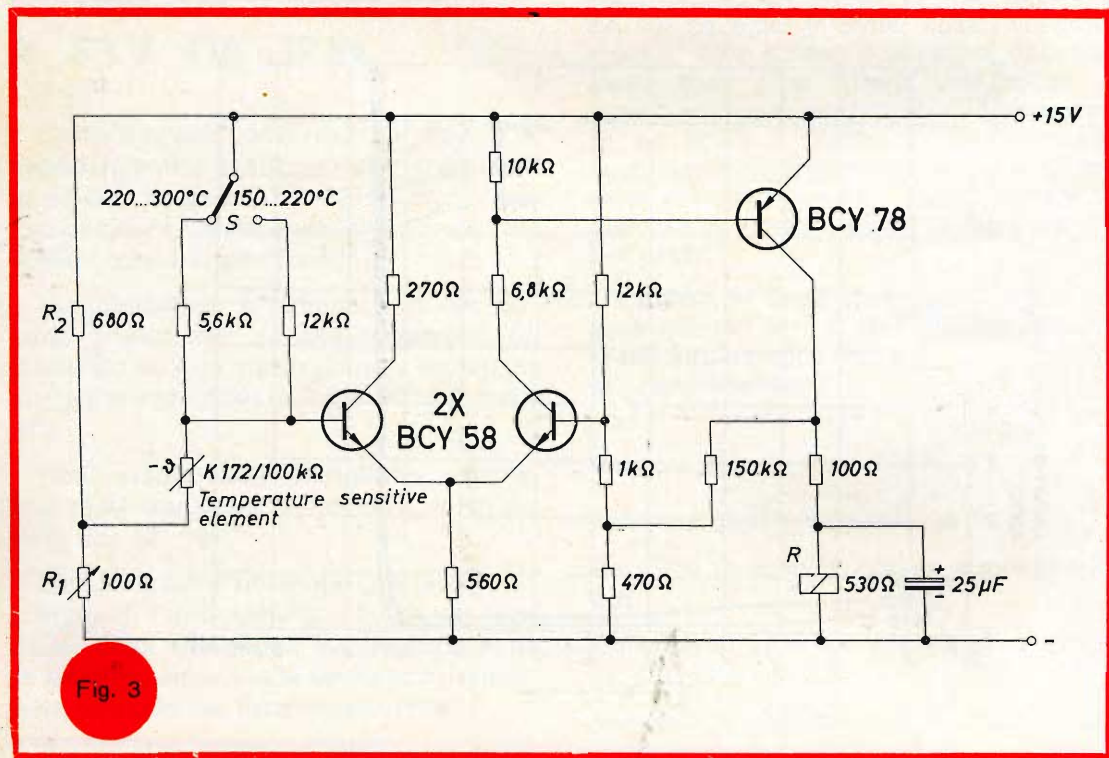 +15V
10kΩ
220...300°C 150...220°C
S
BCY 78
R2 680Ω
5,6kΩ
12kΩ
270Ω
6,8kΩ
12kΩ
2X
BCY 58
-ϑ K172/100kΩ
Temperature sensitive
element
1kΩ
150kΩ
100Ω
R1 100Ω
560Ω
470Ω
R
530Ω
+
-
25μF
-
Fig. 3